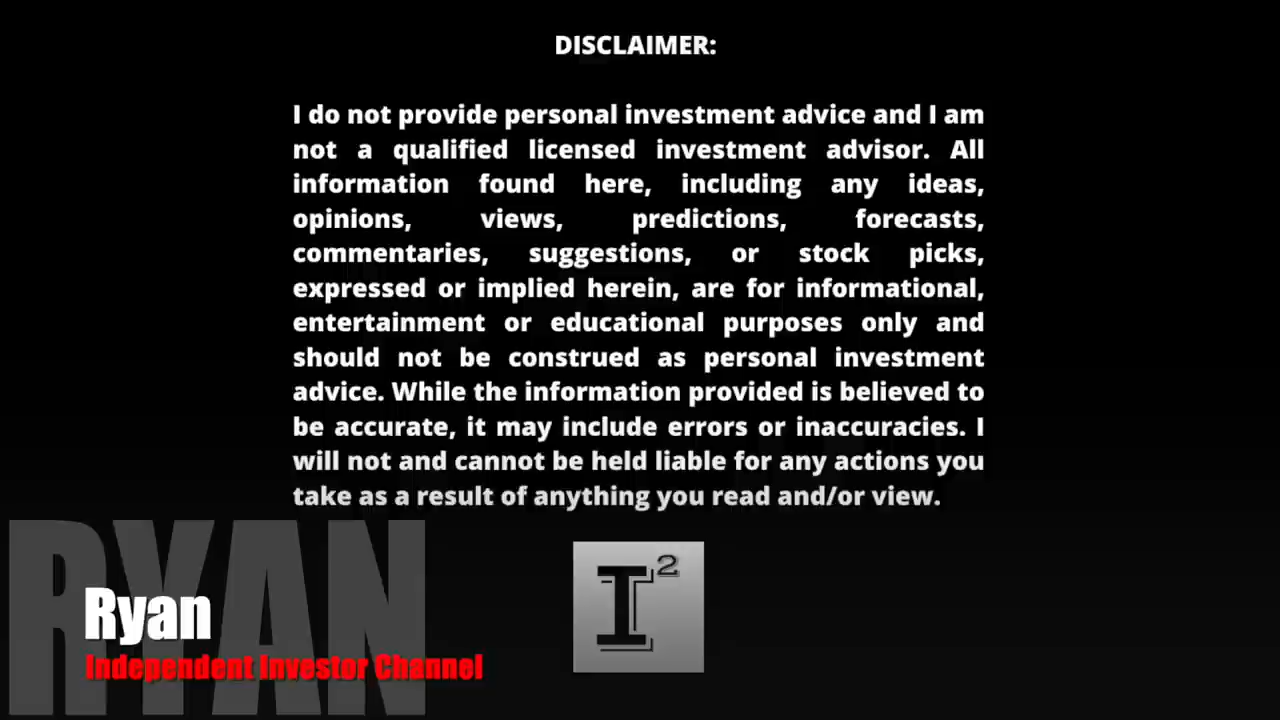 DISCLAIMER:
I do not provide personal investment advice and I am
not a qualified licensed investment advisor. All
information found here, including any ideas,
opinions, views, predictions, forecasts,
commentaries, suggestions, or stock picks,
expressed or implied herein, are for informational,
entertainment or educational purposes only and
should not be construed as personal investment
advice. While the information provided is believed to
be accurate, it may include errors or inaccuracies. I
will not and cannot be held liable for any actions you
take as a result of anything you read and/or view.
RYAN
Ryan
Independent Investor Channel
I²